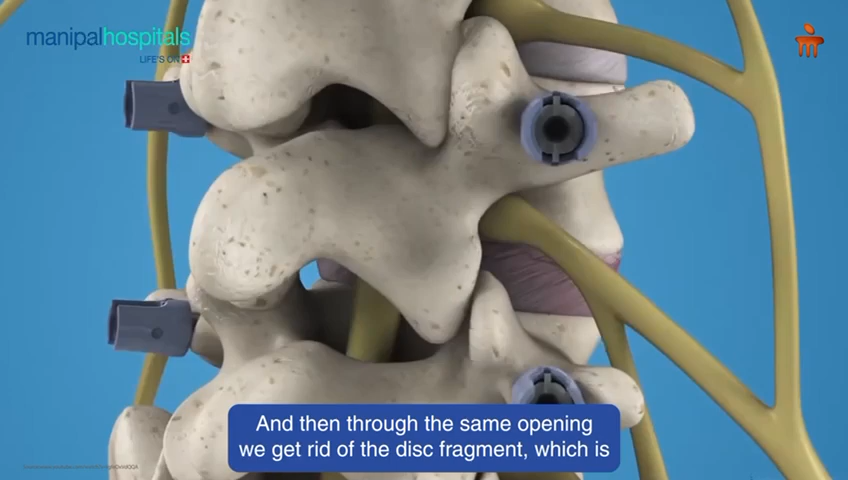 manipalhospitals
LIFE'S ON
And then through the same opening
we get rid of the disc fragment, which is